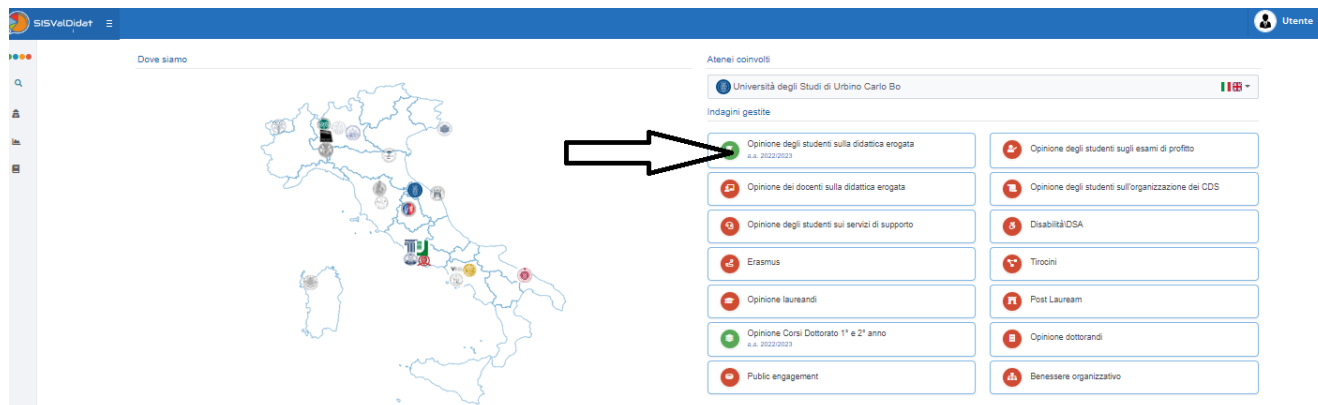 SISValDidat
Utente
Dove siamo
Atenei coinvolti
Università degli Studi di Urbino Carlo Bo
Indagini gestite
Opinione degli studenti sulla didattica erogata
a.a. 2022/2023
Opinione degli studenti sugli esami di profitto
Opinione dei docenti sulla didattica erogata
Opinione degli studenti sull'organizzazione dei CDS
Opinione degli studenti sui servizi di supporto
Disabilità\DSA
Erasmus
Tirocini
Opinione laureandi
Post Lauream
Opinione Corsi Dottorato 1° e 2° anno
a.a. 2022/2023
Opinione dottorandi
Public engagement
Benessere organizzativo